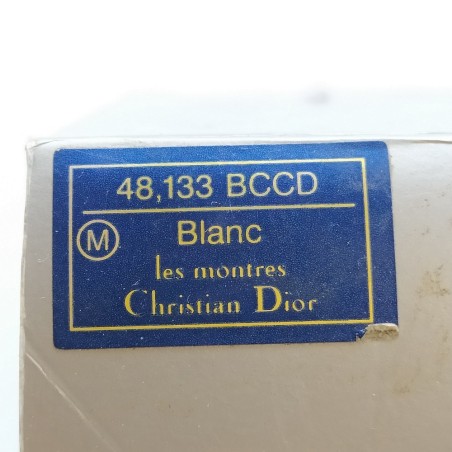 48,133 BCCD
M Blanc
les montres
Christian Dior